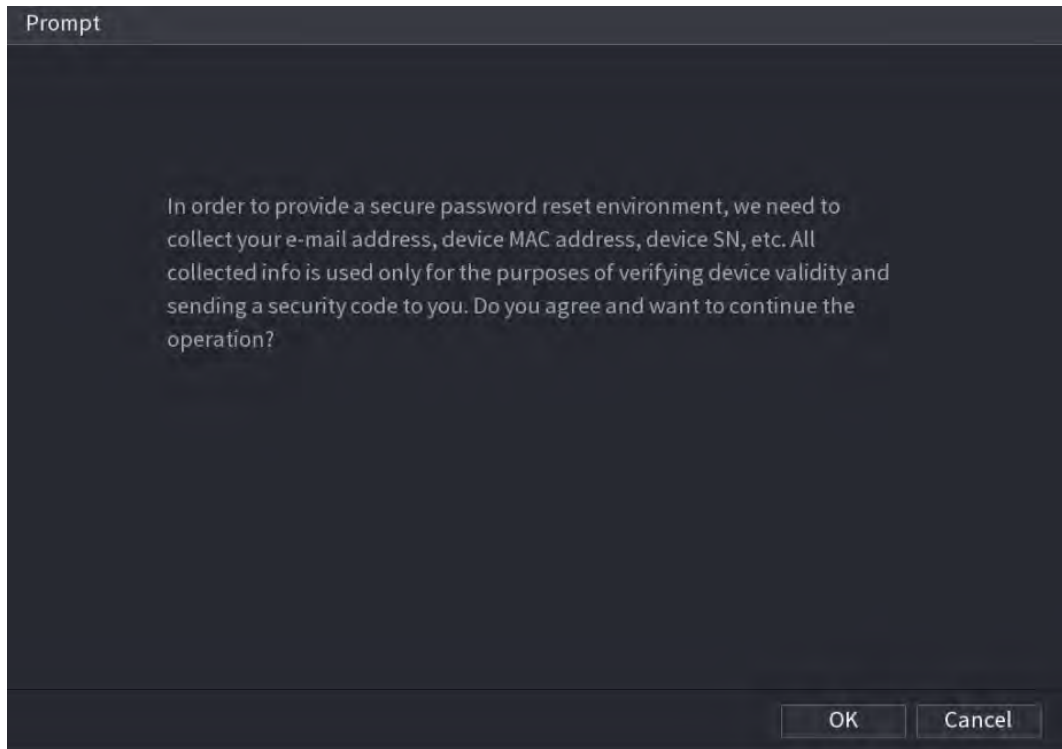 Prompt
In order to provide a secure password reset environment, we need to
collect your e-mail address, device MAC address, device SN, etc. All
collected info is used only for the purposes of verifying device validity and
sending a security code to you. Do you agree and want to continue the
operation?
OK Cancel